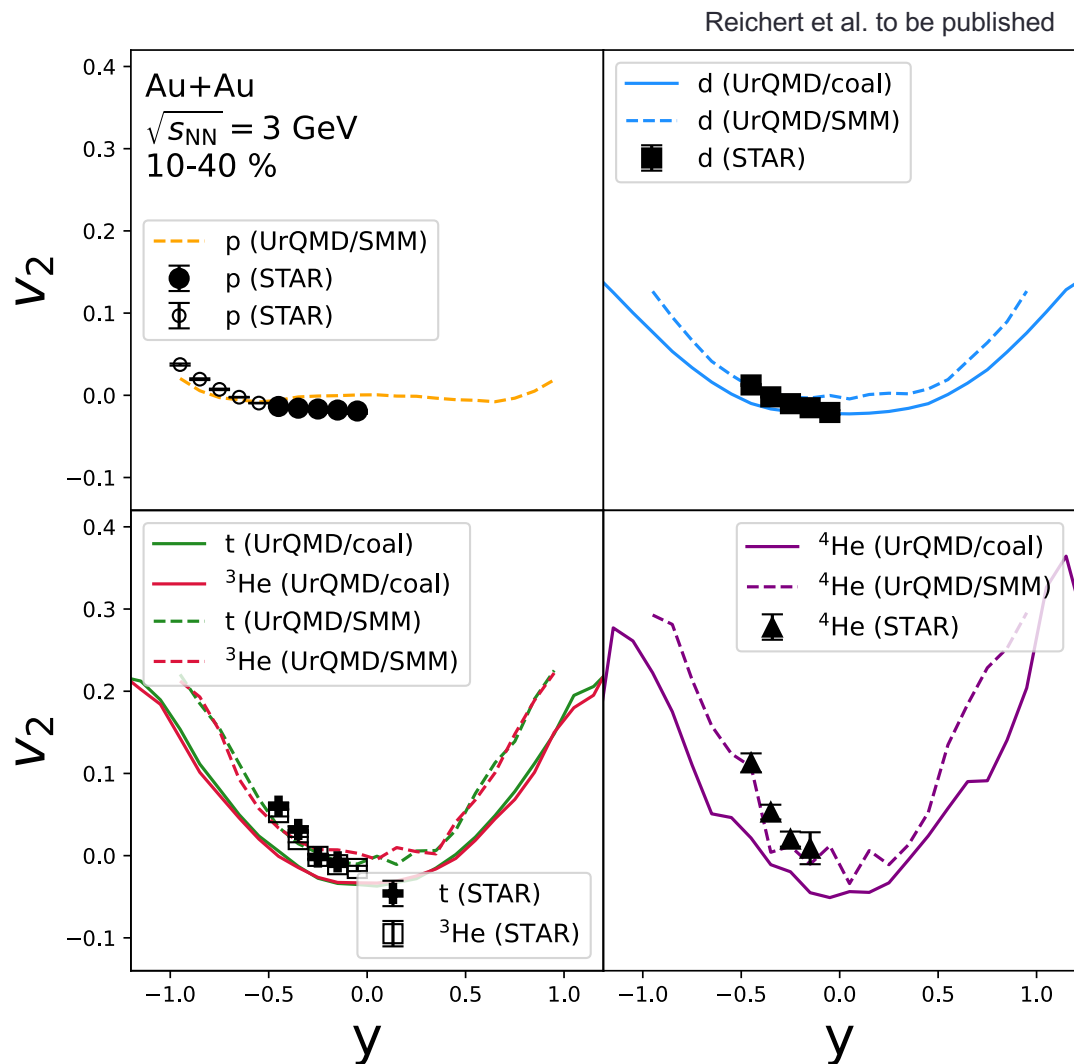 Reichert et al. to be published
Au+Au
√sNN = 3 GeV
10-40 %
p (UrQMD/SMM)
p (STAR)
p (STAR)
v2
0.4
0.3
0.2
0.1
0.0
−0.1
d (UrQMD/coal)
d (UrQMD/SMM)
d (STAR)
t (UrQMD/coal)
³He (UrQMD/coal)
t (UrQMD/SMM)
³He (UrQMD/SMM)
t (STAR)
³He (STAR)
v2
0.4
0.3
0.2
0.1
0.0
−0.1
−1.0 −0.5 0.0 0.5 1.0
y
⁴He (UrQMD/coal)
⁴He (UrQMD/SMM)
⁴He (STAR)
−1.0 −0.5 0.0 0.5 1.0
y